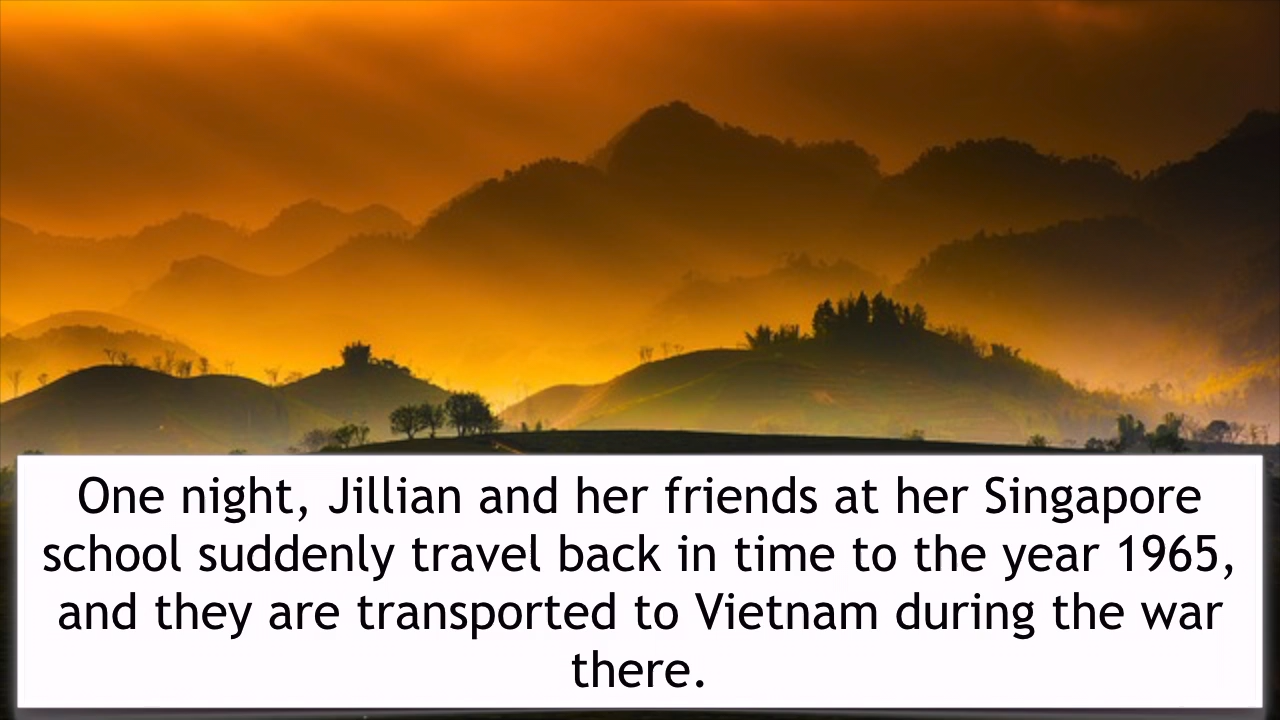 One night, Jillian and her friends at her Singapore
school suddenly travel back in time to the year 1965,
and they are transported to Vietnam during the war
there.